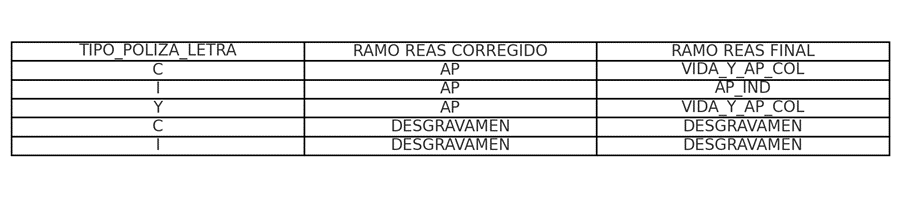 TIPO_POLIZA_LETRA RAMO REAS CORREGIDO RAMO REAS FINAL
C AP VIDA_Y_AP_COL
I AP AP_IND
Y AP VIDA_Y_AP_COL
C DESGRAVAMEN DESGRAVAMEN
I DESGRAVAMEN DESGRAVAMEN